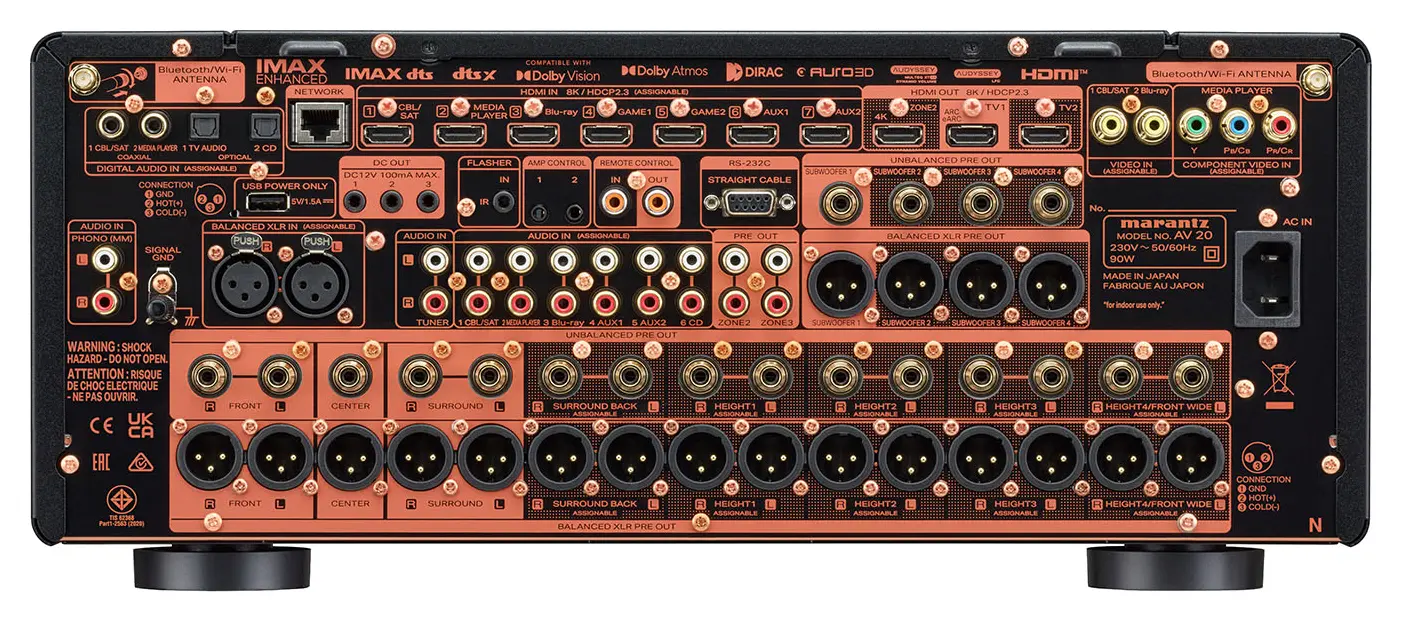 Bluetooth/Wi-Fi
ANTENNA
IMAX
ENHANCED
IMAX dts
dts X
COMPATIBLE WITH
Dolby Vision
Dolby Atmos
DIRAC
AURO3D
AUDYSSEY
AUDYSSEY
HDMI™
Bluetooth/Wi-Fi ANTENNA
NETWORK
HDMI IN 8K / HDCP2.3 (ASSIGNABLE)
HDMI OUT 8K / HDCP2.3
1 CBL/SAT
2 MEDIA PLAYER
3 Blu-ray
4 GAME1
5 GAME2
6 AUX1
7 AUX2
ZONE2
4K
ARC
eARC
TV1
TV2
1 CBL/SAT 2 Blu-ray
MEDIA PLAYER
Y
PB/CB
PR/CR
VIDEO IN
(ASSIGNABLE)
COMPONENT VIDEO IN
(ASSIGNABLE)
1 CBL/SAT 2 MEDIA PLAYER 1 TV AUDIO 2 CD
COAXIAL OPTICAL
DIGITAL AUDIO IN (ASSIGNABLE)
CONNECTION
1 GND
2 HOT(+)
3 COLD(-)
USB POWER ONLY
5V/1.5A
DC OUT
DC12V 100mA MAX.
1 2 3
FLASHER
IN
IR
AMP CONTROL
1 2
REMOTE CONTROL
IN OUT
RS-232C
STRAIGHT CABLE
UNBALANCED PRE OUT
SUBWOOFER 1 SUBWOOFER 2 SUBWOOFER 3 SUBWOOFER 4
No.
marantz
MODEL NO. AV 20
230V ~ 50/60Hz
90W
MADE IN JAPAN
FABRIQUE AU JAPON
"for indoor use only."
AC IN
AUDIO IN
PHONO (MM)
L
R
SIGNAL
GND
BALANCED XLR IN (ASSIGNABLE)
PUSH R
PUSH L
AUDIO IN
L
R
TUNER
AUDIO IN (ASSIGNABLE)
1 CBL/SAT 2 MEDIA PLAYER 3 Blu-ray 4 AUX1 5 AUX2 6 CD
PRE OUT
ZONE2 ZONE3
BALANCED XLR PRE OUT
SUBWOOFER 1 SUBWOOFER 2 SUBWOOFER 3 SUBWOOFER 4
WARNING : SHOCK
HAZARD - DO NOT OPEN.
ATTENTION : RISQUE
DE CHOC ELECTRIQUE
- NE PAS OUVRIR.
CE UK
CA
EAC
TIS 62368
Part1-2563 (2020)
UNBALANCED PRE OUT
R FRONT L
CENTER
R SURROUND L
R SURROUND BACK L
ASSIGNABLE
R HEIGHT1 L
ASSIGNABLE
R HEIGHT2 L
ASSIGNABLE
R HEIGHT3 L
ASSIGNABLE
R HEIGHT4/FRONT WIDE L
ASSIGNABLE
R FRONT L
CENTER
R SURROUND L
R SURROUND BACK L
ASSIGNABLE
R HEIGHT1 L
ASSIGNABLE
R HEIGHT2 L
ASSIGNABLE
R HEIGHT3 L
ASSIGNABLE
R HEIGHT4/FRONT WIDE L
ASSIGNABLE
BALANCED XLR PRE OUT
1 2
3
CONNECTION
1 GND
2 HOT(+)
3 COLD(-)
N